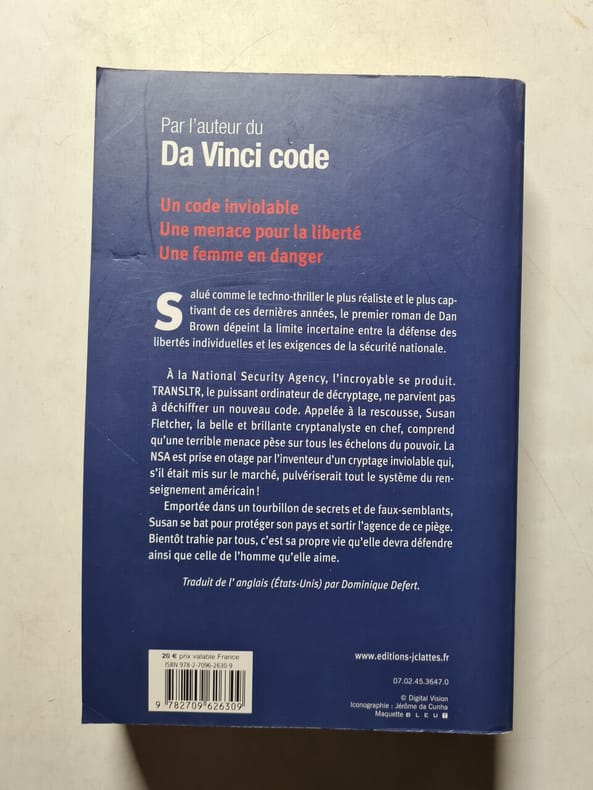 Par l'auteur du
Da Vinci code
Un code inviolable
Une menace pour la liberté
Une femme en danger
Salué comme le techno-thriller le plus réaliste et le plus cap-
tivant de ces dernières années, le premier roman de Dan
Brown dépeint la limite incertaine entre la défense des
libertés individuelles et les exigences de la sécurité nationale.
À la National Security Agency, l'incroyable se produit.
TRANSLTR, le puissant ordinateur de décryptage, ne parvient pas
à déchiffrer un nouveau code. Appelée à la rescousse, Susan
Fletcher, la belle et brillante cryptanalyste en chef, comprend
qu'une terrible menace pèse sur tous les échelons du pouvoir. La
NSA est prise en otage par l'inventeur d'un cryptage inviolable qui,
s'il était mis sur le marché, pulvériserait tout le système du ren-
seignement américain !
Emportée dans un tourbillon de secrets et de faux-semblants,
Susan se bat pour protéger son pays et sortir l'agence de ce piège.
Bientôt trahie par tous, c'est sa propre vie qu'elle devra défendre
ainsi que celle de l'homme qu'elle aime.
Traduit de l'anglais (États-Unis) par Dominique Defert.
20 € prix valable France
ISBN 978-2-7096-2630-9
9 782709 626309
www.editions-jclattes.fr
07.02.45.3647.0
© Digital Vision
Iconographie : Jérôme da Cunha
Maquette BLEUT